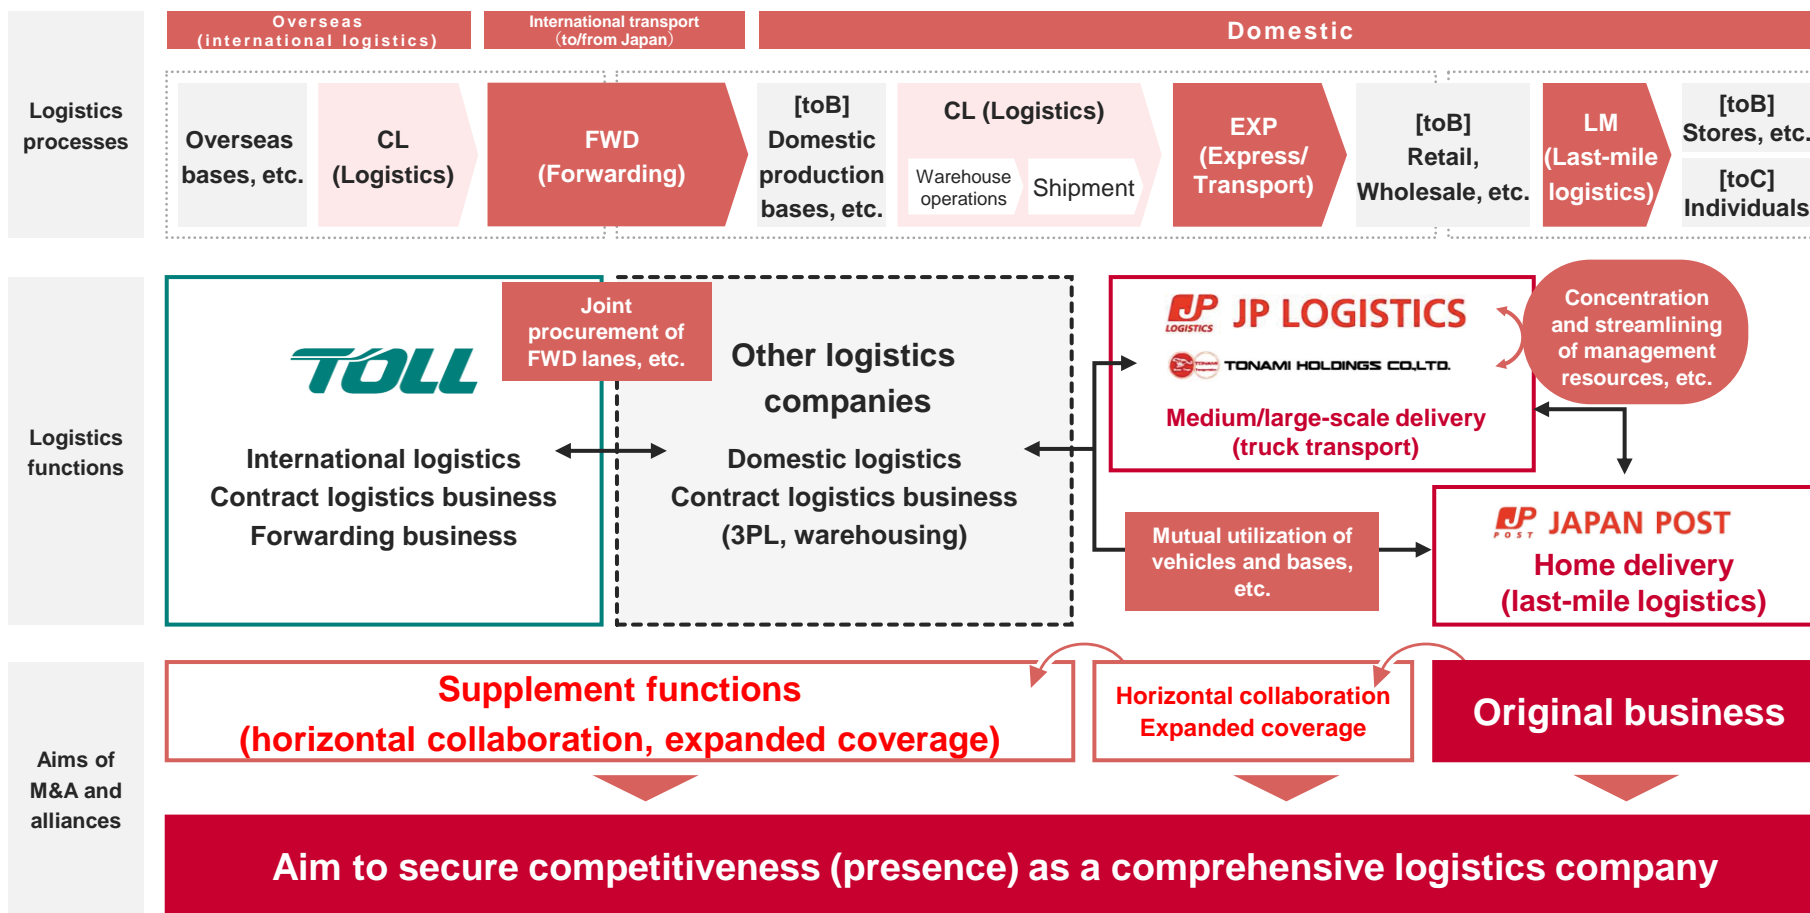 Overseas
(international logistics)
International transport
(to/from Japan)
Domestic
Logistics
processes
Overseas
bases, etc.
CL
(Logistics)
FWD
(Forwarding)
[toB]
Domestic
production
bases, etc.
CL (Logistics)
Warehouse
operations
Shipment
EXP
(Express/
Transport)
[toB]
Retail,
Wholesale, etc.
LM
(Last-mile
logistics)
[toB]
Stores, etc.
[toC]
Individuals
Logistics
functions
TOLL
International logistics
Contract logistics business
Forwarding business
Joint
procurement of
FWD lanes, etc.
Other logistics
companies
Domestic logistics
Contract logistics business
(3PL, warehousing)
JP
LOGISTICS
JP LOGISTICS
TONAMI HOLDINGS CO.,LTD.
Medium/large-scale delivery
(truck transport)
Concentration
and streamlining
of management
resources, etc.
Mutual utilization of
vehicles and bases,
etc.
JP
POST
JAPAN POST
Home delivery
(last-mile logistics)
Aims of
M&A and
alliances
Supplement functions
(horizontal collaboration, expanded coverage)
Horizontal collaboration
Expanded coverage
Original business
Aim to secure competitiveness (presence) as a comprehensive logistics company